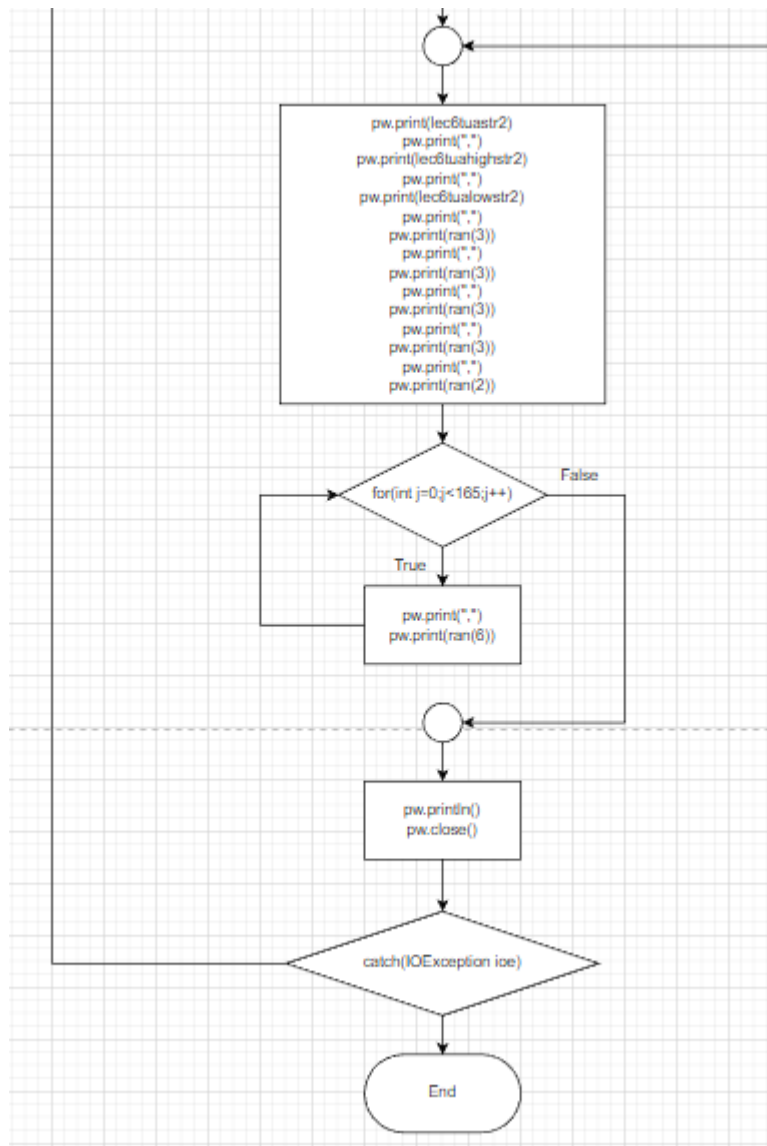 pw.print(lec6tuastr2)
pw.print(",")
pw.print(lec6tuahighstr2)
pw.print(",")
pw.print(lec6tualowstr2)
pw.print(",")
pw.print(ran(3))
pw.print(",")
pw.print(ran(3))
pw.print(",")
pw.print(ran(3))
pw.print(",")
pw.print(ran(3))
pw.print(",")
pw.print(ran(2))
for(int j=0;j<165;j++)
False
True
pw.print(",")
pw.print(ran(6))
pw.println()
pw.close()
catch(IOException ioe)
End